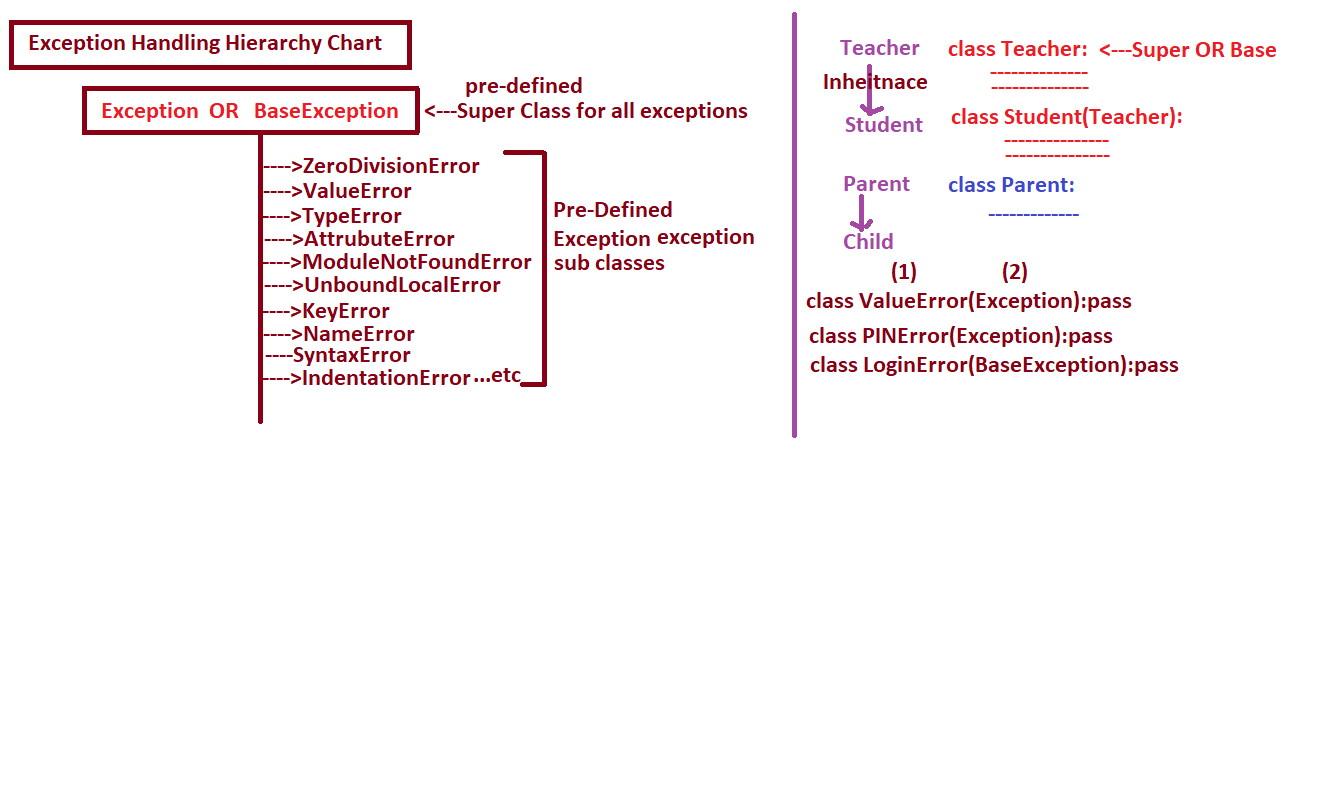 Exception Handling Hierarchy Chart
pre-defined
Exception OR BaseException <---Super Class for all exceptions
---->ZeroDivisionError
---->ValueError
---->TypeError
---->AttrubuteError
---->ModuleNotFoundError
---->UnboundLocalError
---->KeyError
---->NameError
----SyntaxError
---->IndentationError ...etc
Pre-Defined
Exception exception
sub classes
Teacher class Teacher: <---Super OR Base
--------------
Inheitnace --------------
Student class Student(Teacher):
---------------
---------------
Parent class Parent:
-------------
Child
(1) (2)
class ValueError(Exception):pass
class PINError(Exception):pass
class LoginError(BaseException):pass